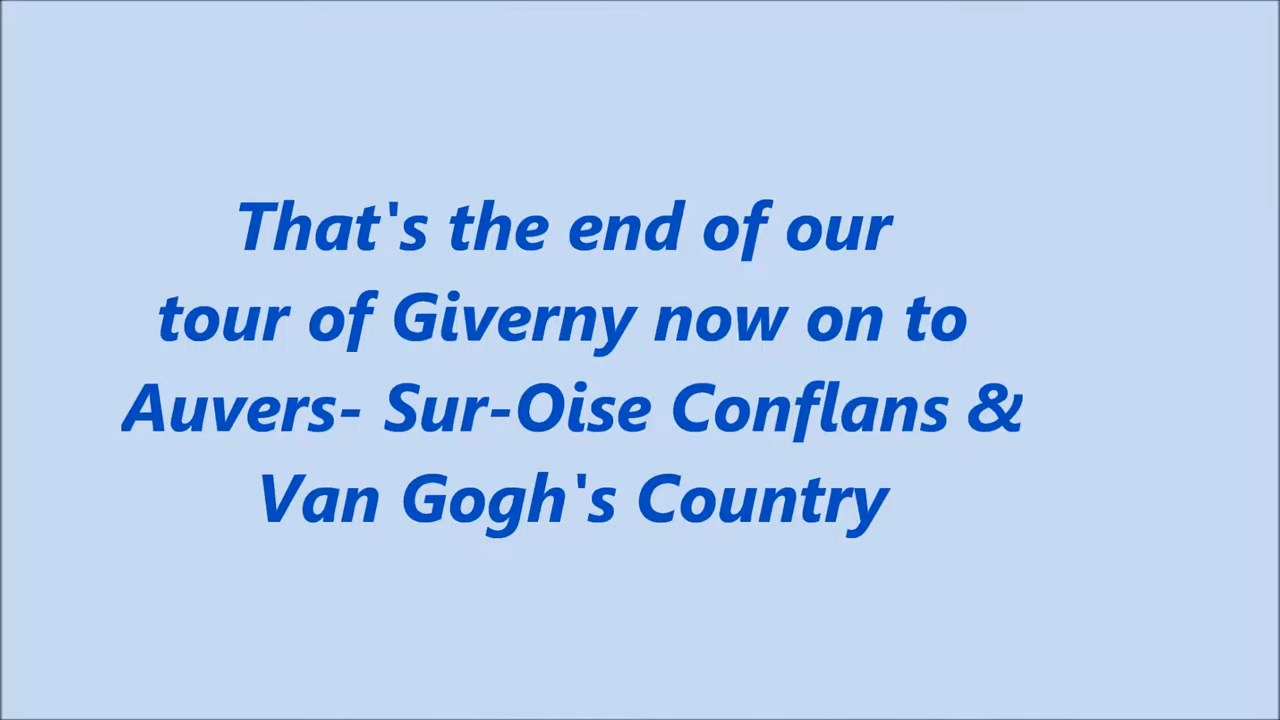 That's the end of our
tour of Giverny now on to
Auvers- Sur-Oise Conflans &
Van Gogh's Country